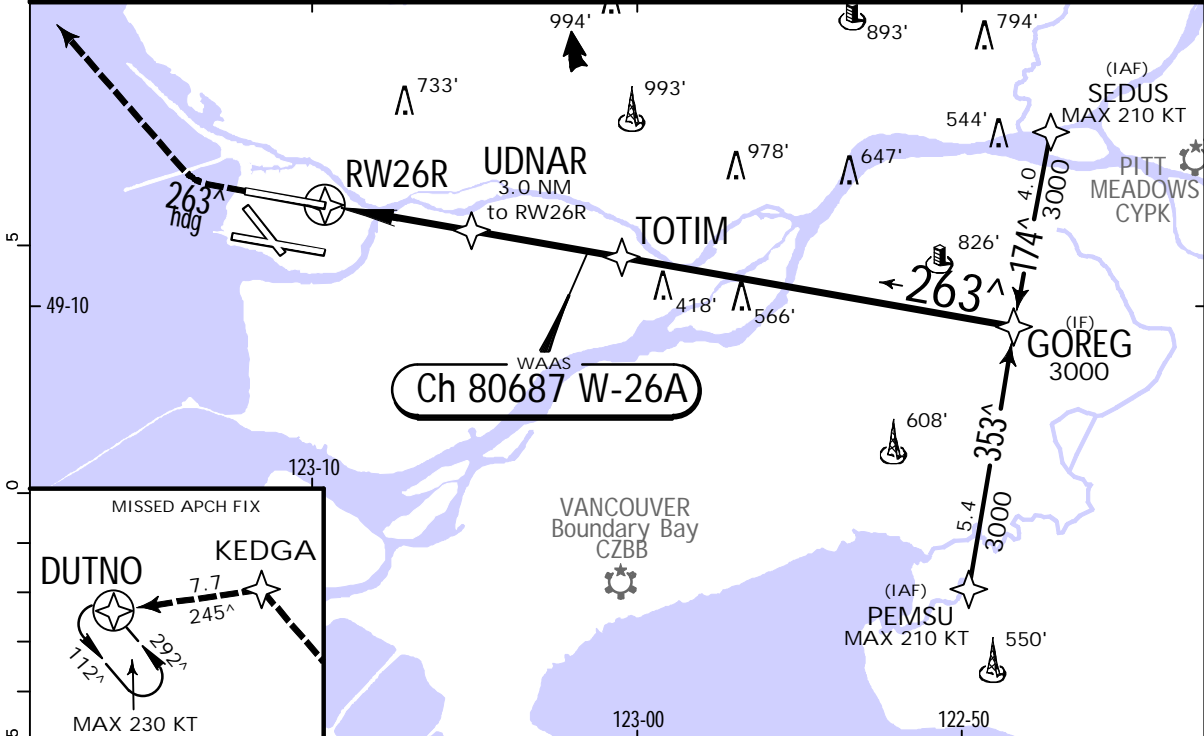 994'
893'
794'
(IAF)
SEDUS
MAX 210 KT
733'
993'
544'
978'
647'
PITT
MEADOWS
CYPK
RW26R
UDNAR
3.0 NM
to RW26R
4.0
3000
174^
263^
hdg
TOTIM
826'
5
49-10
418'
566'
263^
(IF)
GOREG
3000
WAAS
Ch 80687 W-26A
608'
353^
123-10
0
VANCOUVER
Boundary Bay
CZBB
5.4
3000
MISSED APCH FIX
KEDGA
DUTNO
7.7
245^
292^
112^
MAX 230 KT
(IAF)
PEMSU
MAX 210 KT
550'
123-00
122-50
5